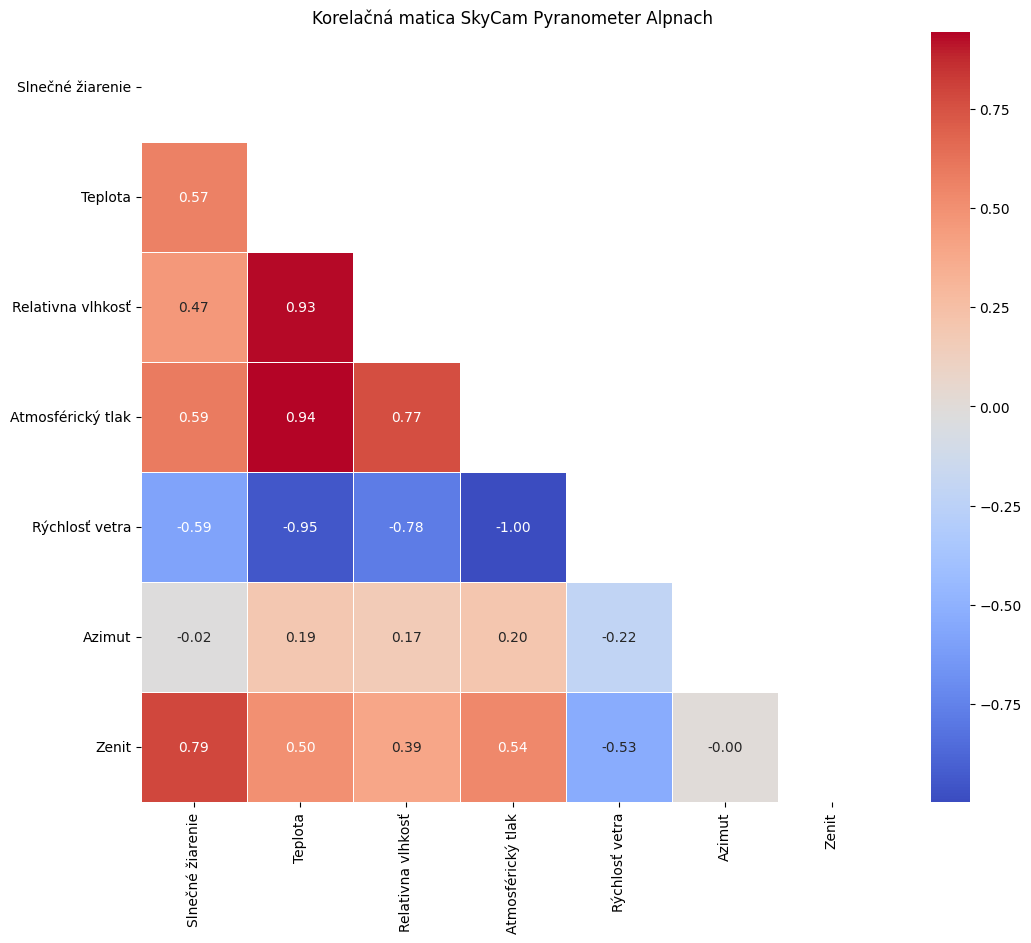 Korelačná matica SkyCam Pyranometer Alpnach
Slnečné žiarenie
Teplota 0.57
Relativna vlhkosť 0.47 0.93
Atmosférický tlak 0.59 0.94 0.77
Rýchlosť vetra -0.59 -0.95 -0.78 -1.00
Azimut -0.02 0.19 0.17 0.20 -0.22
Zenit 0.79 0.50 0.39 0.54 -0.53 -0.00
Slnečné žiarenie
Teplota
Relativna vlhkosť
Atmosférický tlak
Rýchlosť vetra
Azimut
Zenit
0.75
0.50
0.25
0.00
−0.25
−0.50
−0.75